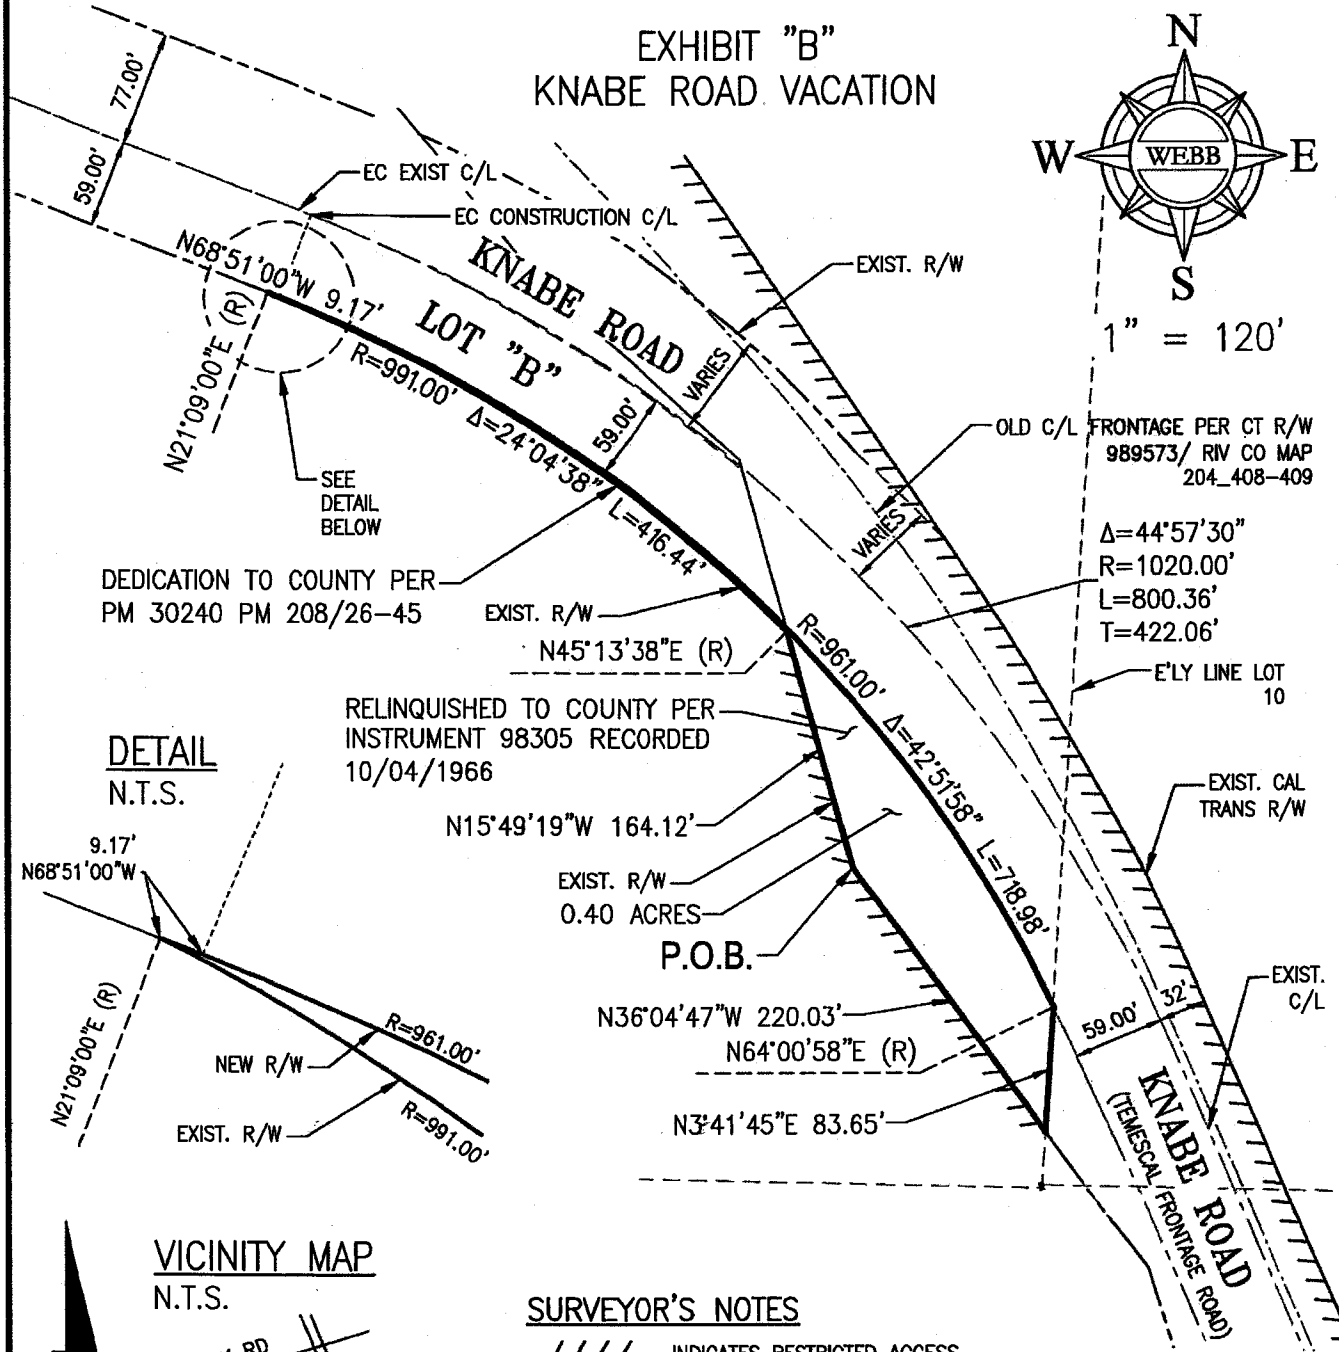 EXHIBIT "B"
KNABE ROAD VACATION
N
W
WEBB
E
S
1" = 120'
77.00'
59.00'
EC EXIST C/L
EC CONSTRUCTION C/L
KNABE ROAD
LOT "B"
EXIST. R/W
VARIES
N68°51'00"W 9.17'
N21°09'00"E (R)
R=991.00' Δ=24°04'38" L=416.44'
59.00'
SEE
DETAIL
BELOW
OLD C/L FRONTAGE PER CT R/W
989573/ RIV CO MAP
204_408-409
VARIES
Δ=44°57'30"
R=1020.00'
L=800.36'
T=422.06'
DEDICATION TO COUNTY PER
PM 30240 PM 208/26-45
EXIST. R/W
N45°13'38"E (R)
R=961.00' Δ=42°51'58" L=718.98'
E'LY LINE LOT
10
RELINQUISHED TO COUNTY PER
INSTRUMENT 98305 RECORDED
10/04/1966
N15°49'19"W 164.12'
EXIST. R/W
0.40 ACRES
P.O.B.
EXIST. CAL
TRANS R/W
EXIST.
C/L
N36°04'47"W 220.03'
N64°00'58"E (R)
N3°41'45"E 83.65'
59.00'
32'
KNABE ROAD
(TEMESCAL FRONTAGE ROAD)
DETAIL
N.T.S.
9.17'
N68°51'00"W
N21°09'00"E (R)
R=961.00'
NEW R/W
EXIST. R/W
R=991.00'
VICINITY MAP
N.T.S.
RD
SURVEYOR'S NOTES
//// INDICATES RESTRICTED ACCESS